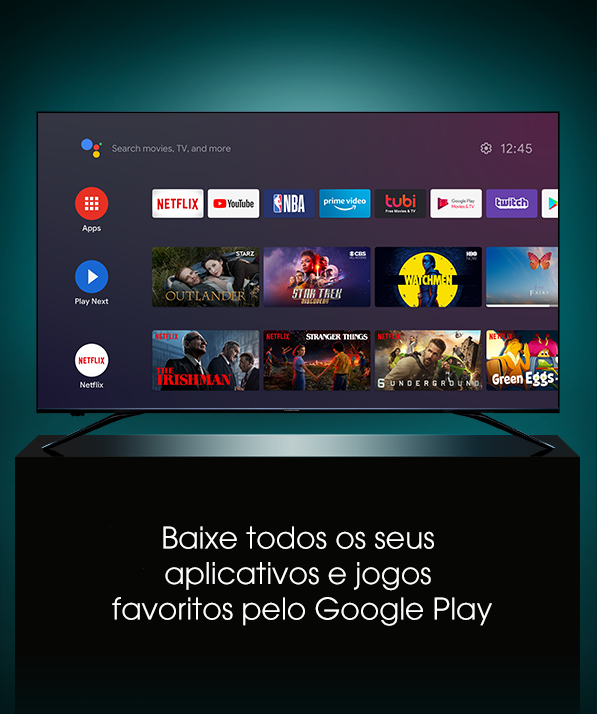 Search movies, TV, and more
12:45
Apps
NETFLIX
YouTube
NBA
prime video
tubi
Free Movies & TV
Google Play
Movies & TV
twitch
Play Next
STARZ
OUTLANDER
CBS
STAR TREK
DISCOVERY
HBO
WATCHMEN
NETFLIX
Netflix
NETFLIX
THE
IRISHMAN
NETFLIX
STRANGER THINGS
NETFLIX
6 UNDERGROUND
NETFLIX
Green Eggs
Baixe todos os seus
aplicativos e jogos
favoritos pelo Google Play